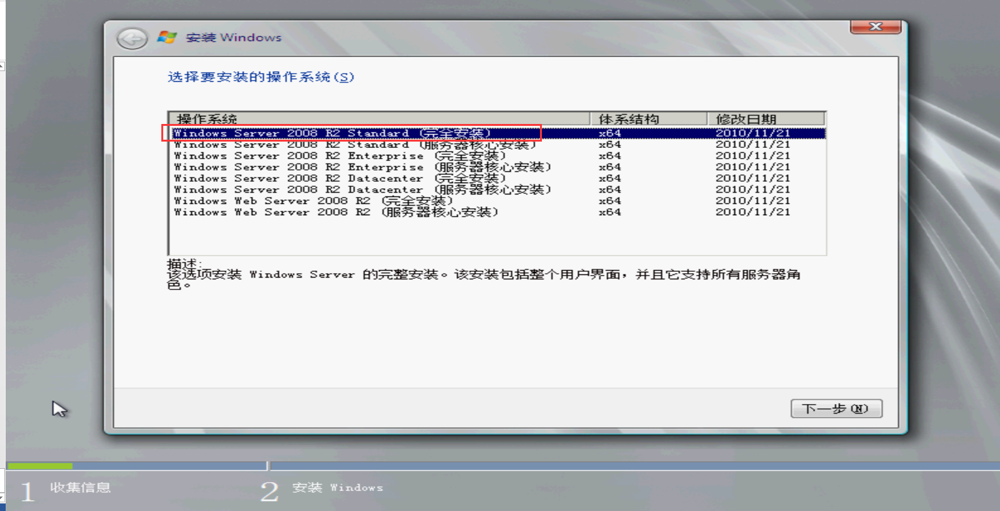 安装 Windows
选择要安装的操作系统(S)
操作系统 体系结构 修改日期
Windows Server 2008 R2 Standard (完全安装) x64 2010/11/21
Windows Server 2008 R2 Standard (服务器核心安装) x64 2010/11/21
Windows Server 2008 R2 Enterprise (完全安装) x64 2010/11/21
Windows Server 2008 R2 Enterprise (服务器核心安装) x64 2010/11/21
Windows Server 2008 R2 Datacenter (完全安装) x64 2010/11/21
Windows Server 2008 R2 Datacenter (服务器核心安装) x64 2010/11/21
Windows Web Server 2008 R2 (完全安装) x64 2010/11/21
Windows Web Server 2008 R2 (服务器核心安装) x64 2010/11/21
描述:
该选项安装 Windows Server 的完整安装。该安装包括整个用户界面，并且它支持所有服务器角
色。
下一步(N)
1 收集信息 2 安装 Windows